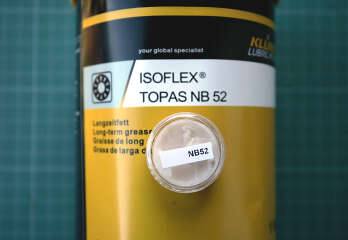 your global specialist
KLÜ
LUBRIC
ISOFLEX®
TOPAS NB 52
Langzeitfett
Long-term grease
Graisse de long
Grasa de larga d
NB52